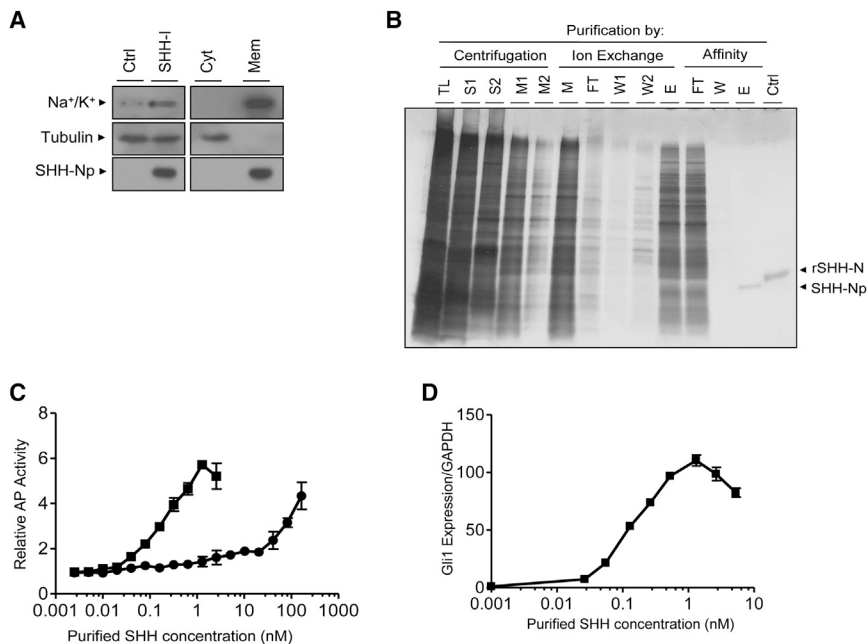 A
Ctrl
SHH-I
Cyt
Mem
Na⁺/K⁺
Tubulin
SHH-Np
B
Purification by:
Centrifugation Ion Exchange Affinity
TL S1 S2 M1 M2 M FT W1 W2 E FT W E Ctrl
rSHH-N
SHH-Np
C
Relative AP Activity
8
6
4
2
0
0.001 0.01 0.1 1 10 100 1000
Purified SHH concentration (nM)
D
Gli1 Expression/GAPDH
150
100
50
0
0.001 0.1 1 10
Purified SHH concentration (nM)